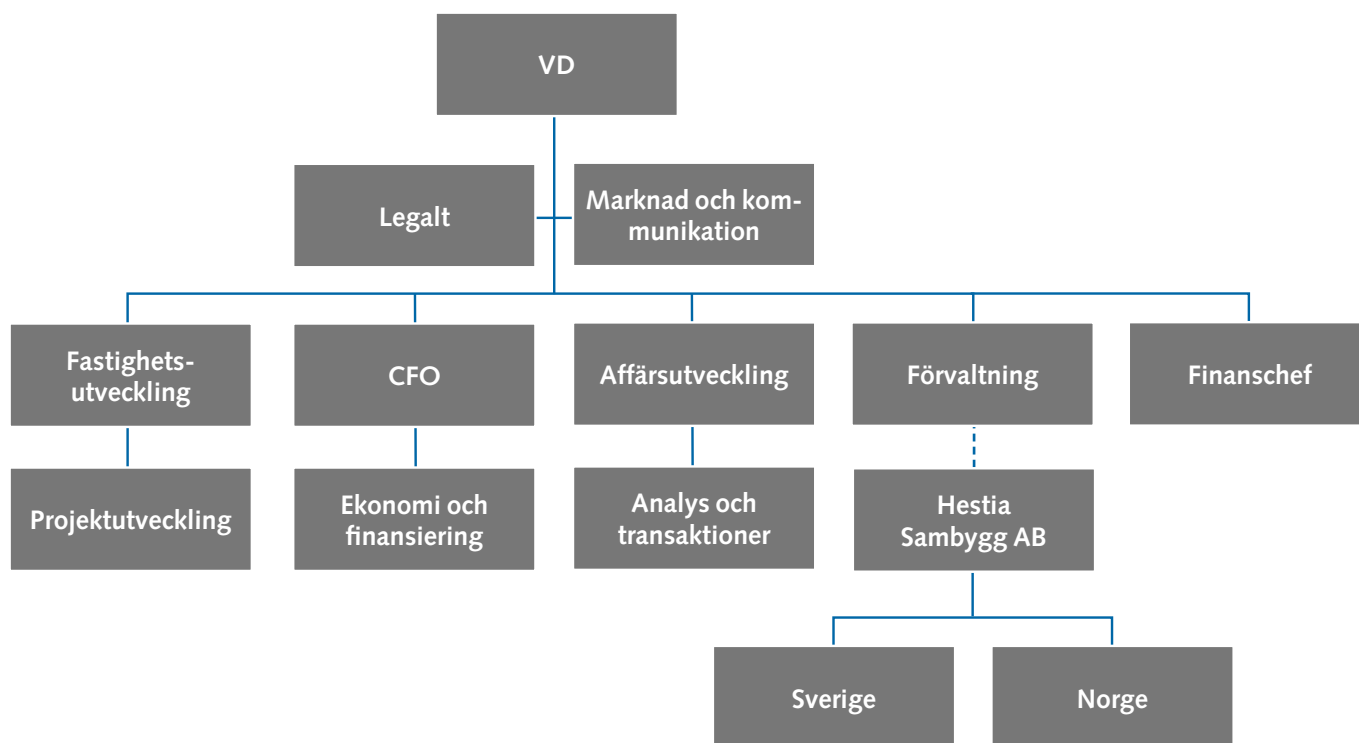 VD
Legalt
Marknad och kom-
munikation
Fastighets-
utveckling
CFO
Affärsutveckling
Förvaltning
Finanschef
Projektutveckling
Ekonomi och
finansiering
Analys och
transaktioner
Hestia
Sambygg AB
Sverige
Norge